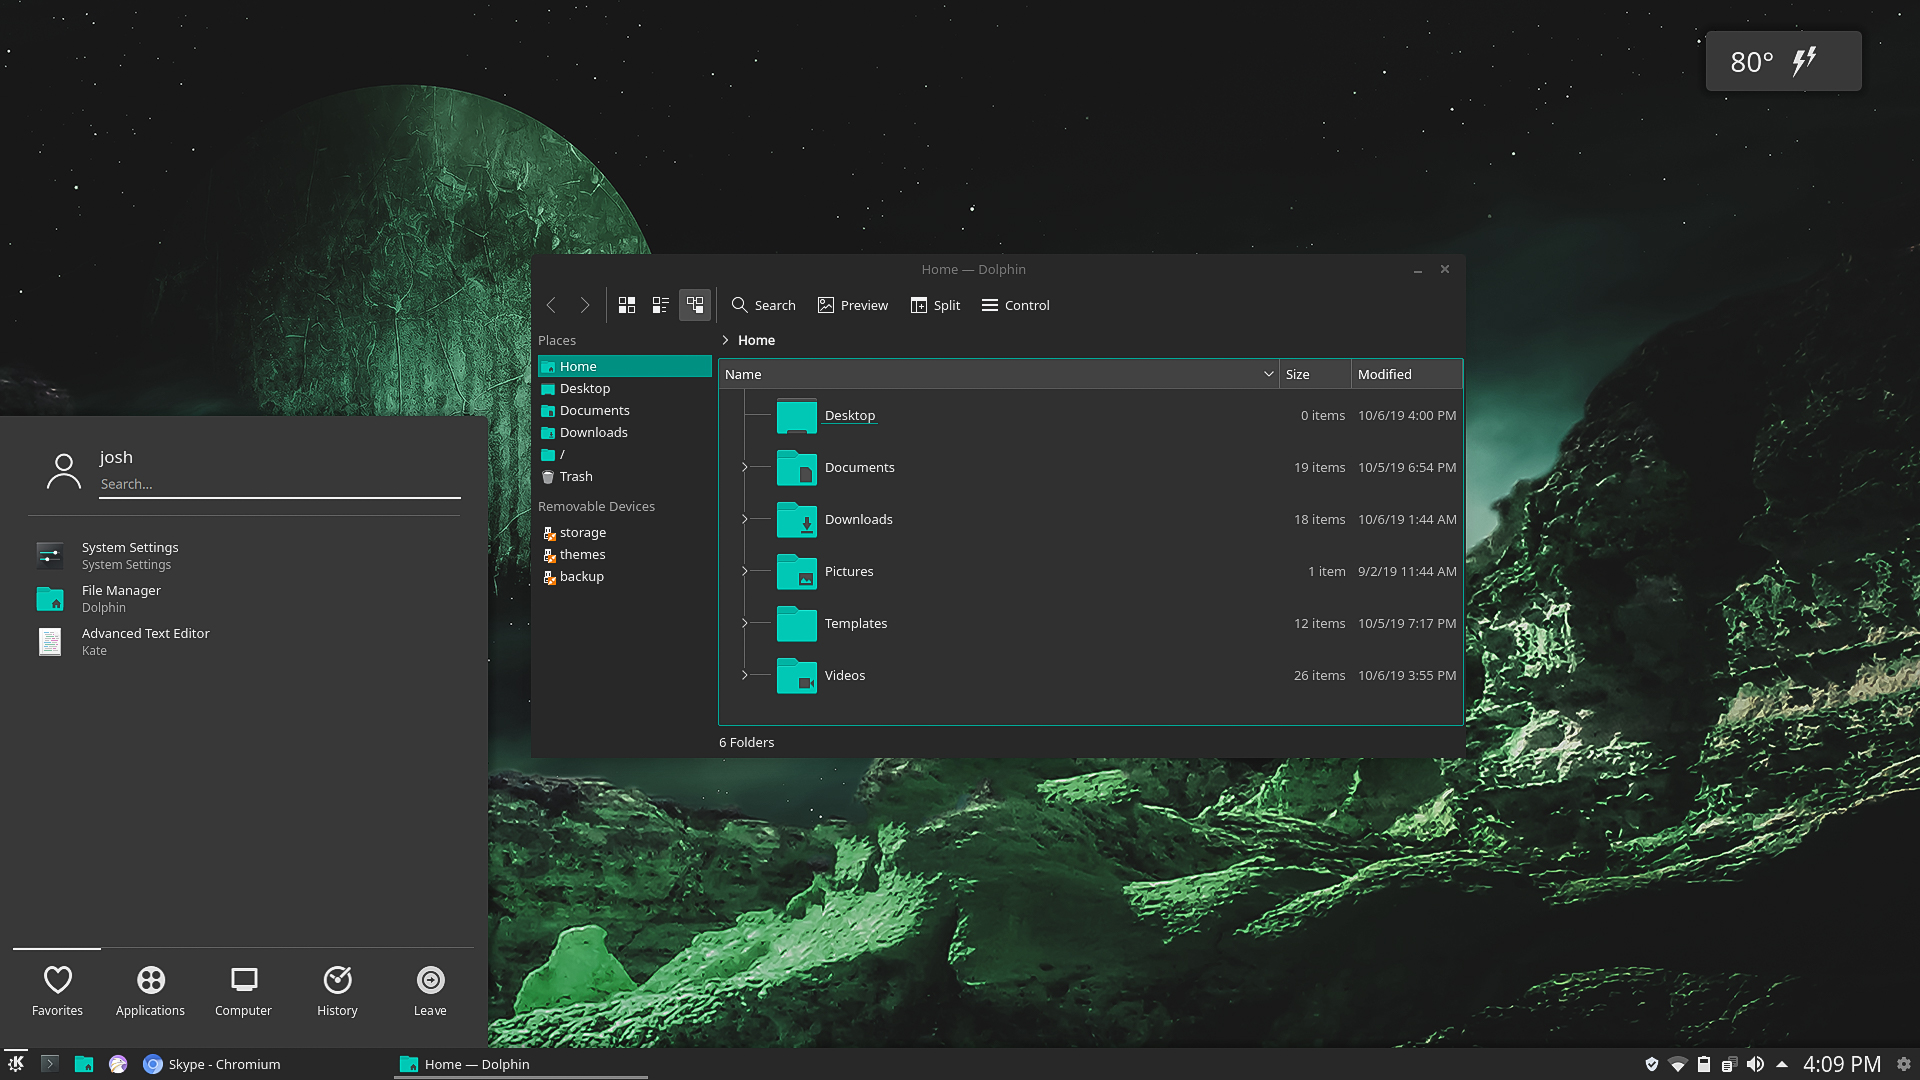 80°
Home — Dolphin
Search Preview Split Control
Places
Home
Desktop
Documents
Downloads
/
Trash
Removable Devices
storage
themes
backup
Home
Name Size Modified
Desktop 0 items 10/6/19 4:00 PM
Documents 19 items 10/5/19 6:54 PM
Downloads 18 items 10/6/19 1:44 AM
Pictures 1 item 9/2/19 11:44 AM
Templates 12 items 10/5/19 7:17 PM
Videos 26 items 10/6/19 3:55 PM
6 Folders
josh
Search...
System Settings
System Settings
File Manager
Dolphin
Advanced Text Editor
Kate
Favorites Applications Computer History Leave
Skype - Chromium Home — Dolphin 4:09 PM